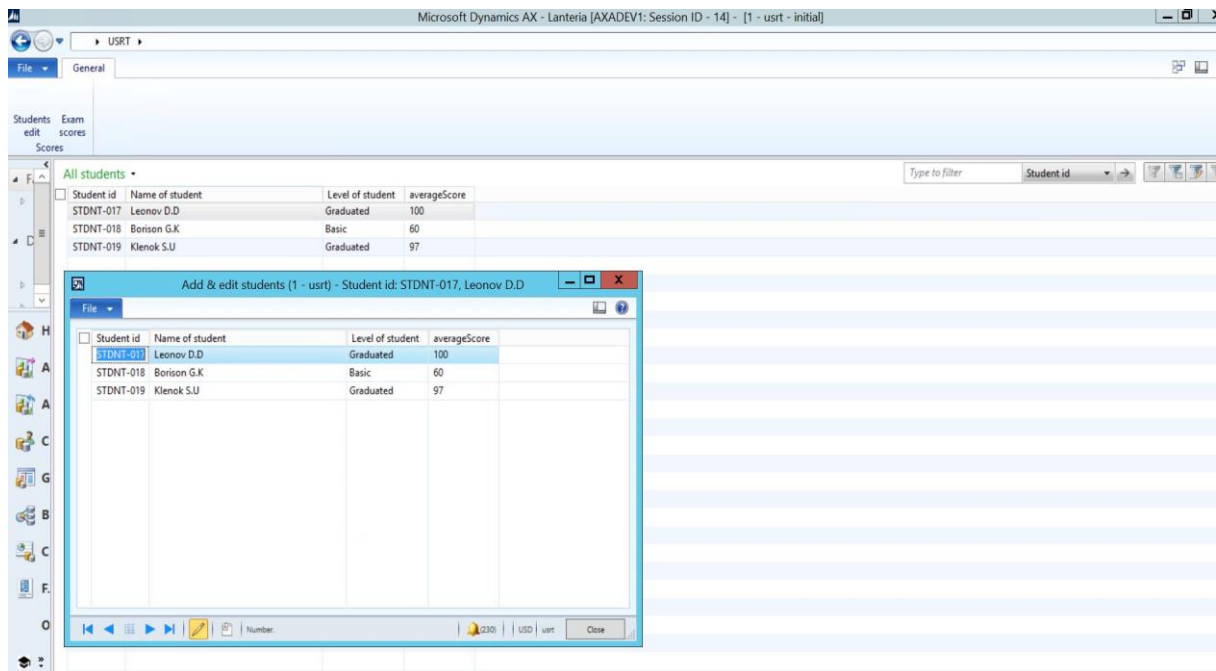 Microsoft Dynamics AX - Lanteria [AXADEV1: Session ID - 14] - [1 - usrt - initial]
USRT
File General
Students edit Exam scores
Scores
All students Type to filter Student id
Student id Name of student Level of student averageScore
STDNT-017 Leonov D.D Graduated 100
STDNT-018 Borison G.K Basic 60
STDNT-019 Klenok S.U Graduated 97
Add & edit students (1 - usrt) - Student id: STDNT-017, Leonov D.D
File
Student id Name of student Level of student averageScore
STDNT-017 Leonov D.D Graduated 100
STDNT-018 Borison G.K Basic 60
STDNT-019 Klenok S.U Graduated 97
Number. (230) USD usrt Close
F
D
H
A
A
C
G
B
C
F.
O